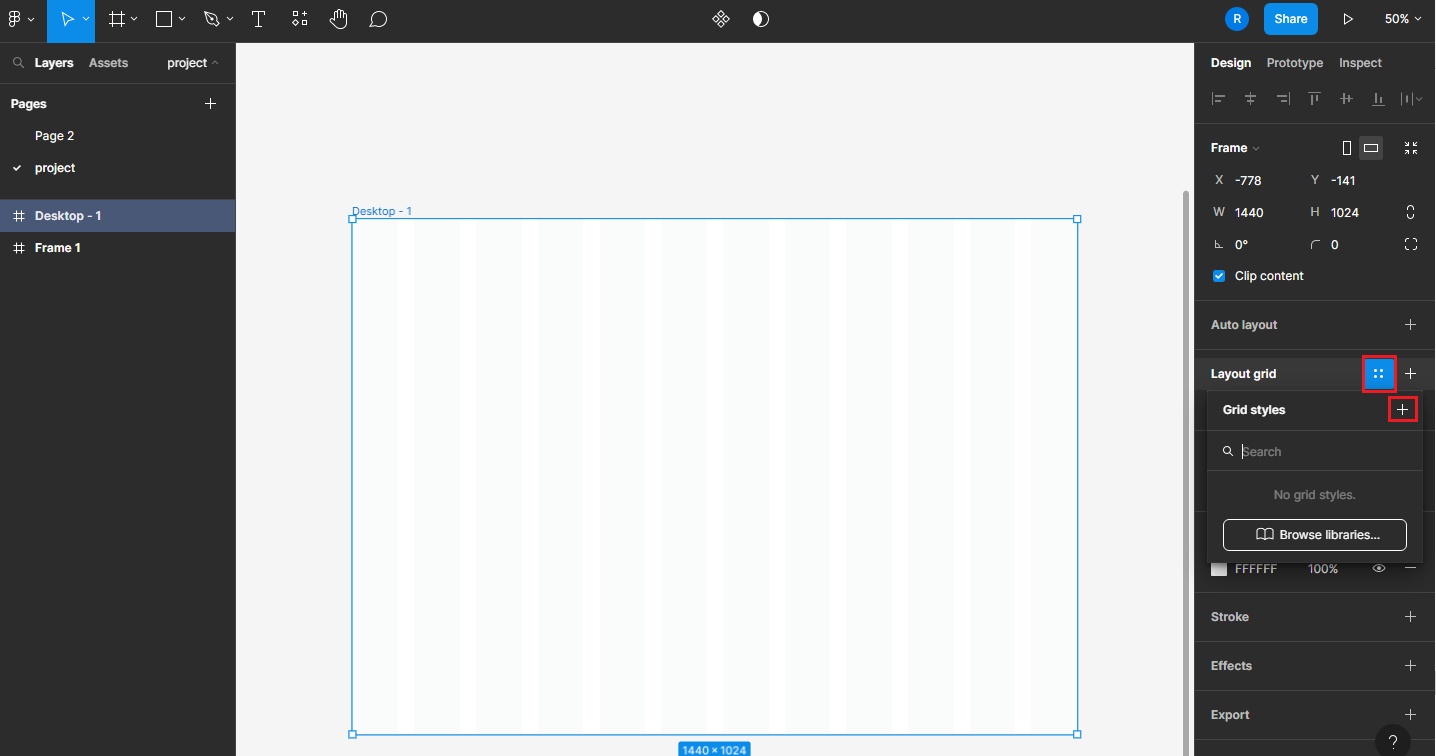 R
Share
50%
Layers Assets project
Design Prototype Inspect
Pages
Page 2
project
Desktop - 1
Frame 1
Desktop - 1
1440 × 1024
Frame
X -778 Y -141
W 1440 H 1024
0° 0
Clip content
Auto layout
Layout grid
Grid styles
Search
No grid styles.
Browse libraries...
FFFFFF 100%
Stroke
Effects
Export
?